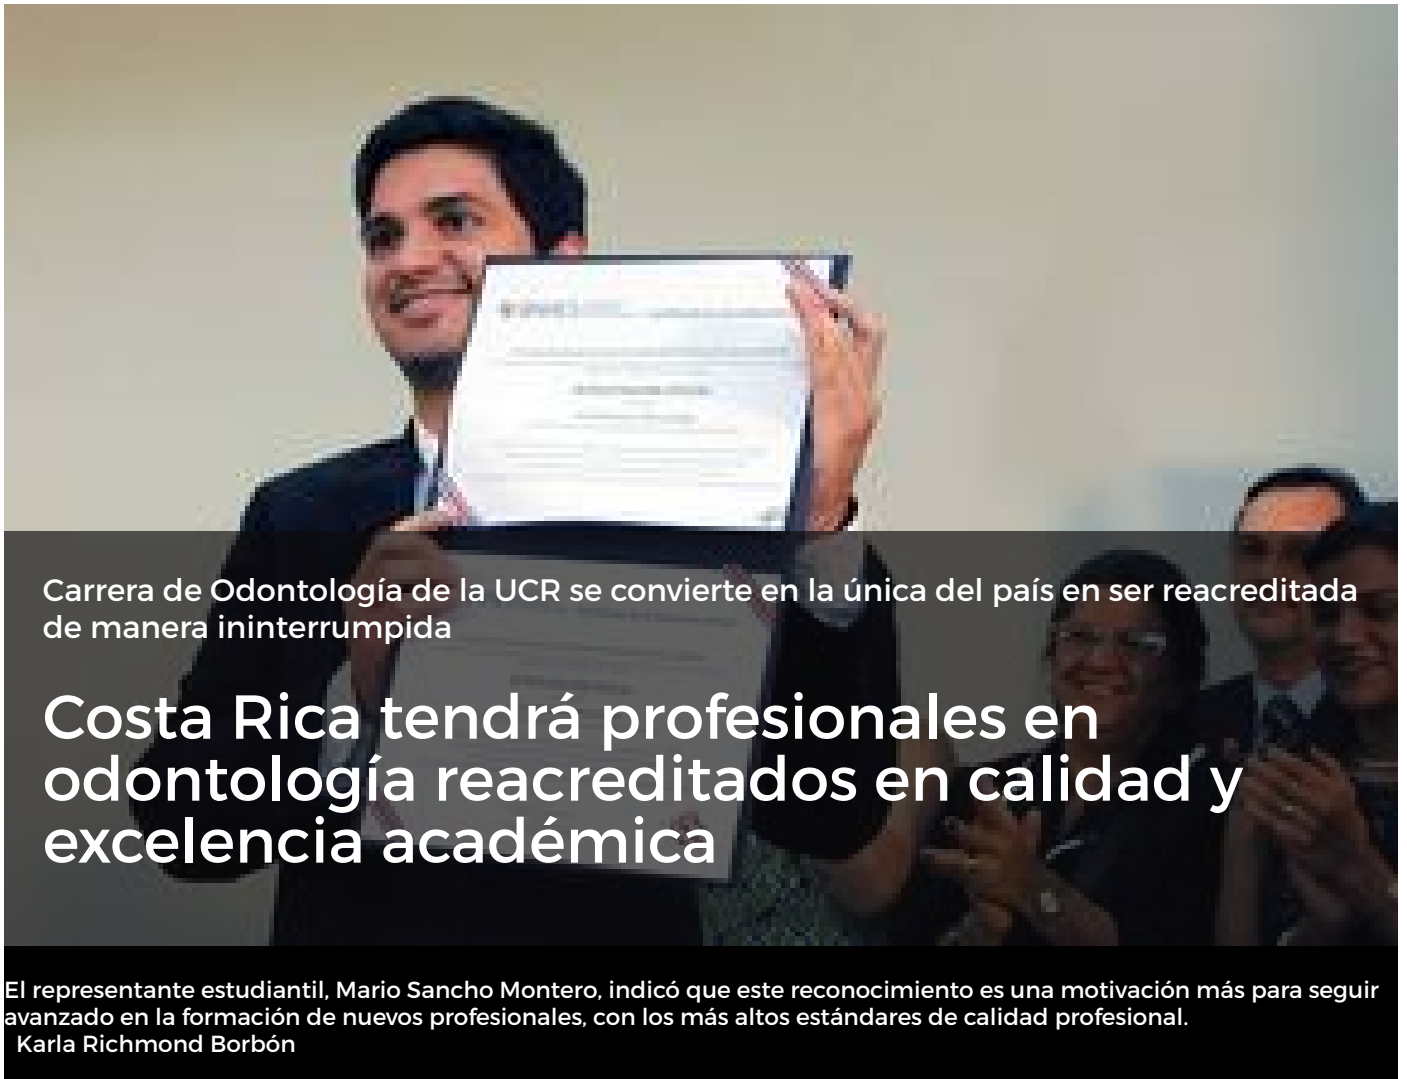 Carrera de Odontología de la UCR se convierte en la única del país en ser reacreditada
de manera ininterrumpida
Costa Rica tendrá profesionales en
odontología reacreditados en calidad y
excelencia académica
El representante estudiantil, Mario Sancho Montero, indicó que este reconocimiento es una motivación más para seguir
avanzado en la formación de nuevos profesionales, con los más altos estándares de calidad profesional.
Karla Richmond Borbón